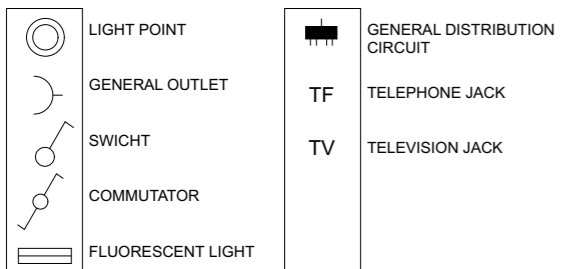 LIGHT POINT
GENERAL OUTLET
SWICHT
COMMUTATOR
FLUORESCENT LIGHT
GENERAL DISTRIBUTION
CIRCUIT
TF TELEPHONE JACK
TV TELEVISION JACK